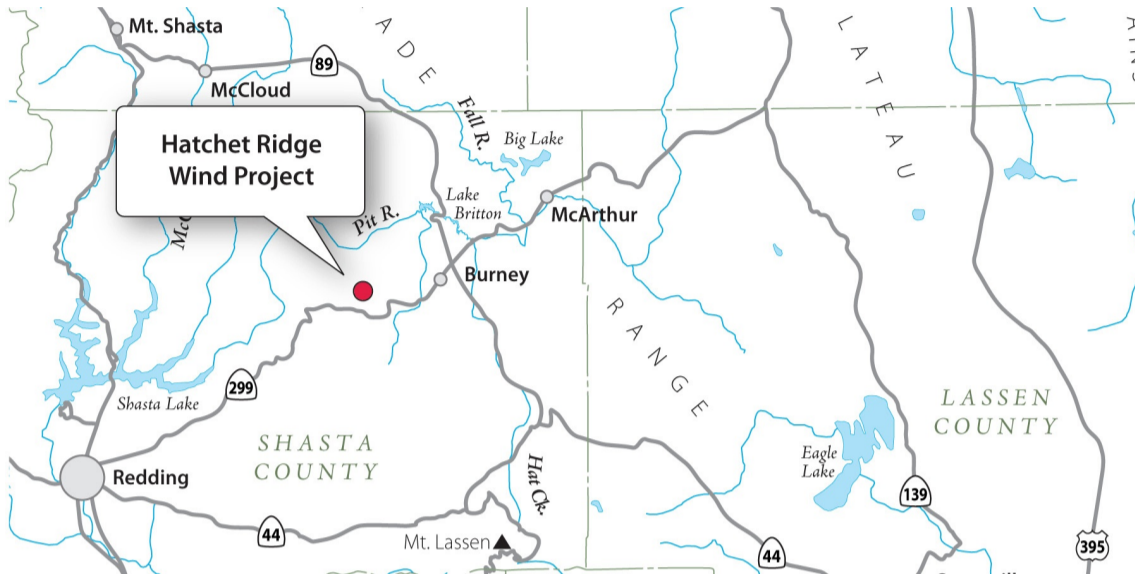 Mt. Shasta
ADE
LATEAU
89
McCloud
Fall R.
Big Lake
Hatchet Ridge
Wind Project
Lake
Britton
McArthur
Pit R.
Burney
RANGE
299
Shasta Lake
LASSEN
COUNTY
SHASTA
COUNTY
Eagle
Lake
Redding
Hat Ck.
139
44
Mt. Lassen
44
395